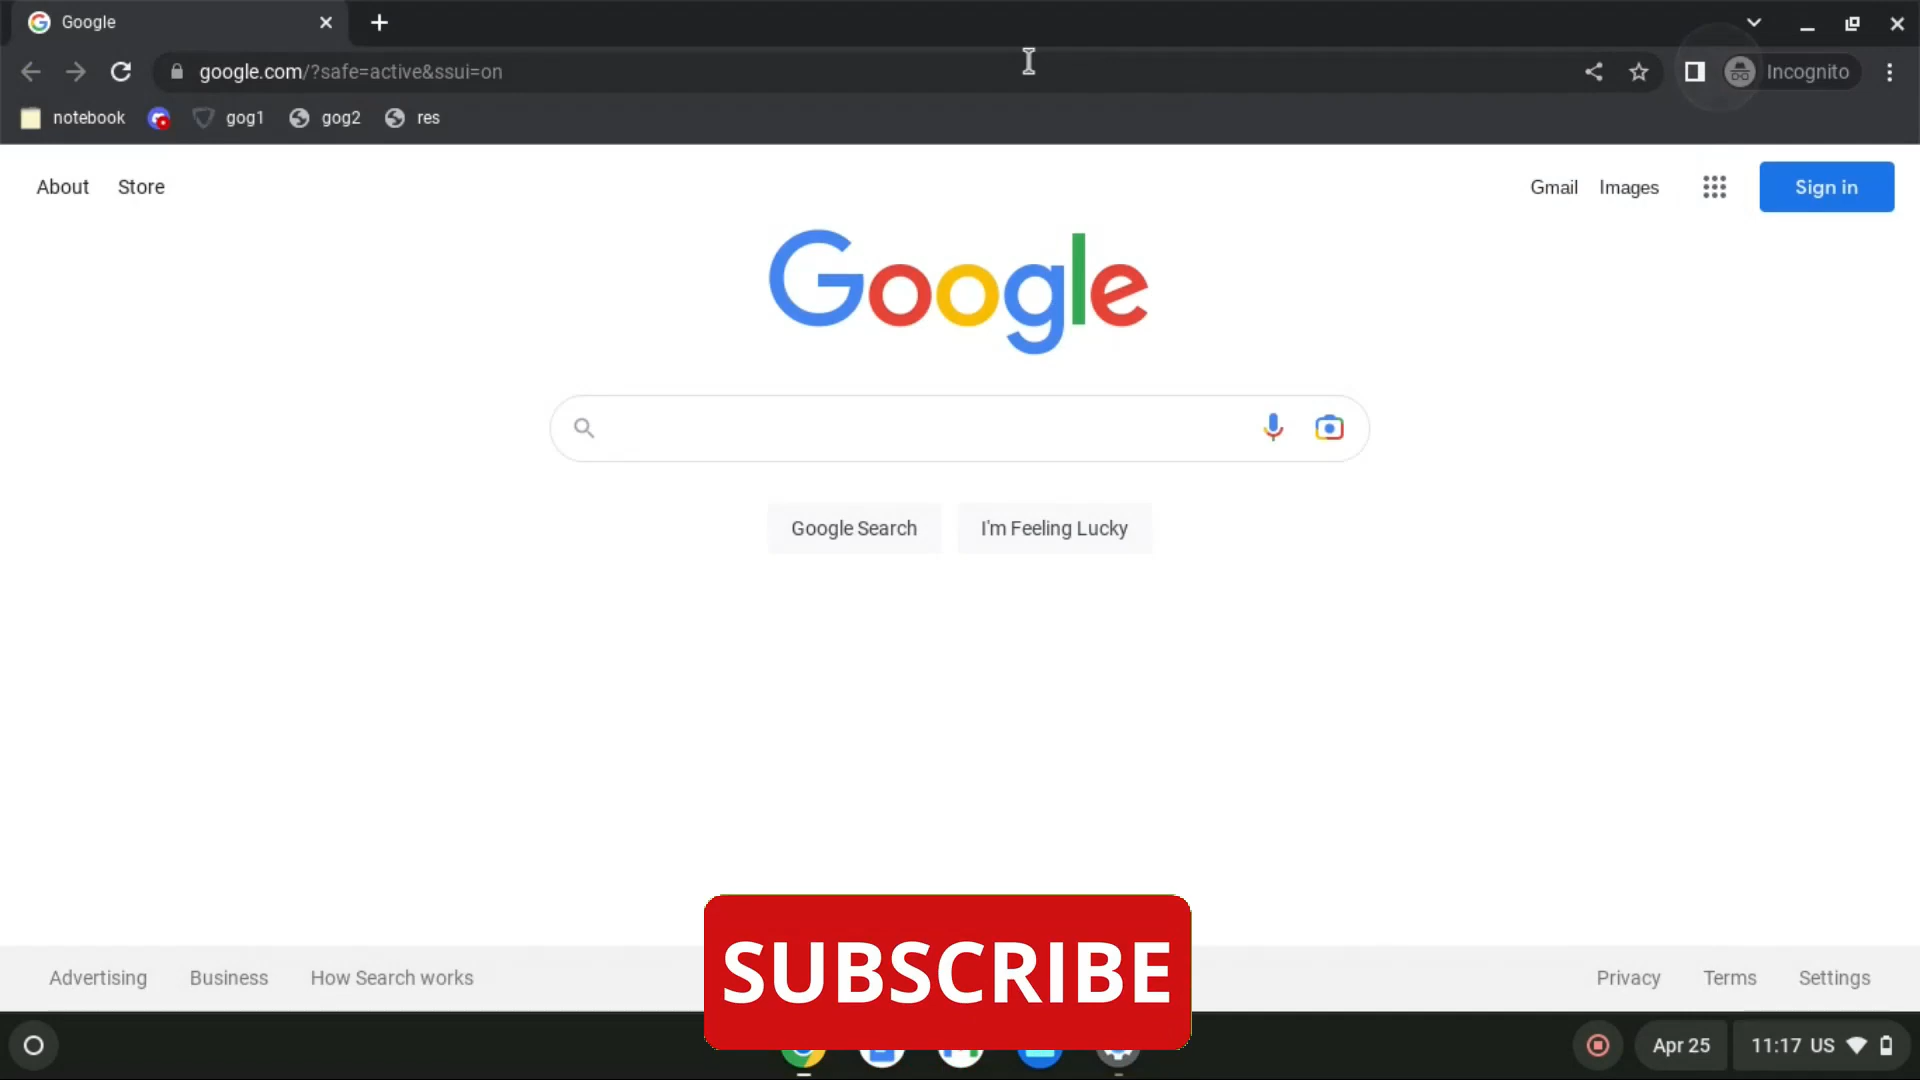 Google
google.com/?safe=active&ssui=on
Incognito
notebook gog1 gog2 res
About Store Gmail Images Sign in
Google
Google Search I'm Feeling Lucky
Advertising Business How Search works Privacy Terms Settings
SUBSCRIBE
Apr 25 11:17 US